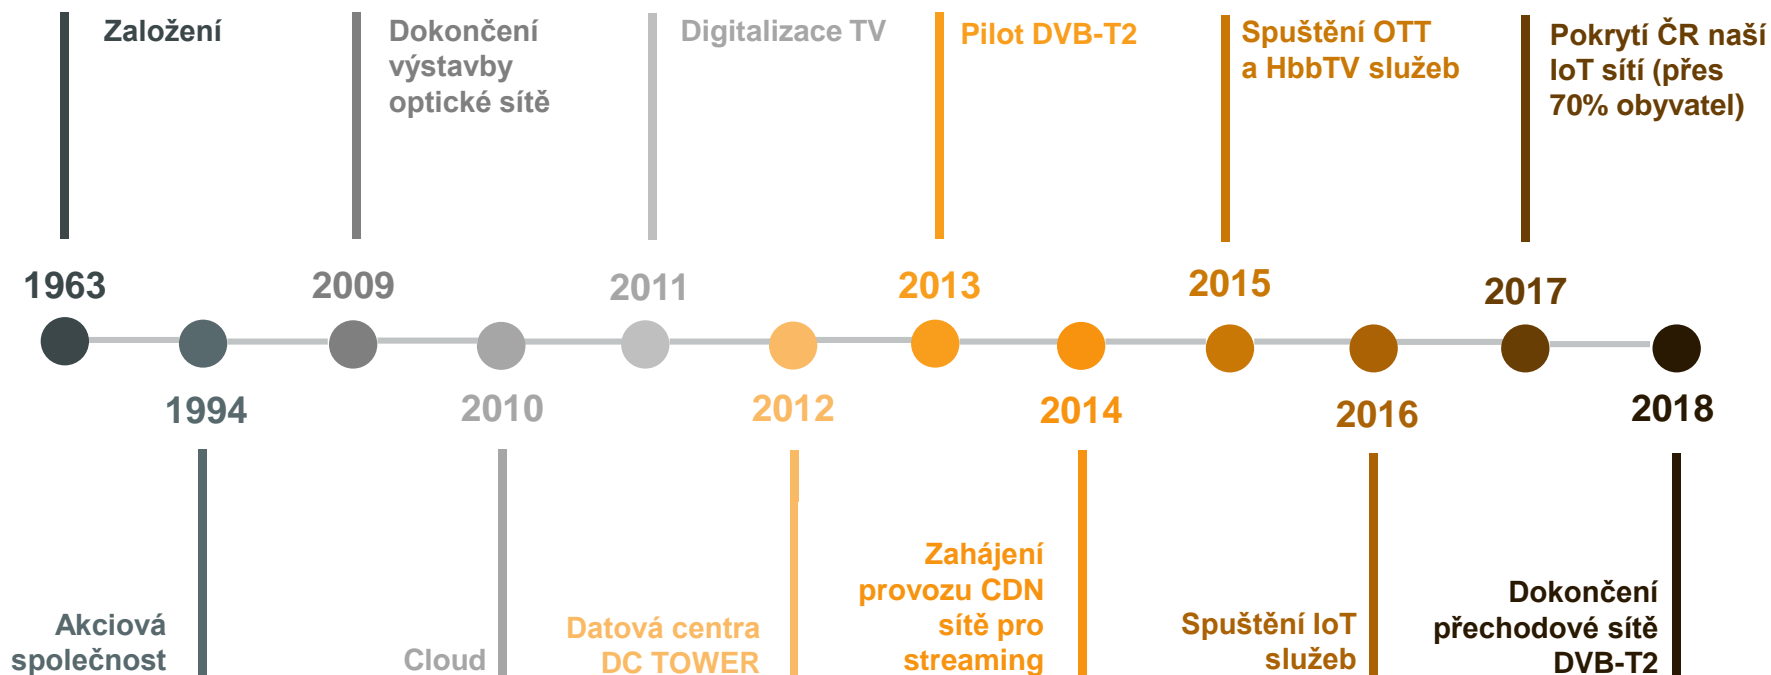 Založení
Dokončení
výstavby
optické sítě
Digitalizace TV
Pilot DVB-T2
Spuštění OTT
a HbbTV služeb
Pokrytí ČR naší
IoT sítí (přes
70% obyvatel)
1963
2009
2011
2013
2015
2017
1994
2010
2012
2014
2016
2018
Akciová
společnost
Cloud
Datová centra
DC TOWER
Zahájení
provozu CDN
sítě pro
streaming
Spuštění IoT
služeb
Dokončení
přechodové sítě
DVB-T2